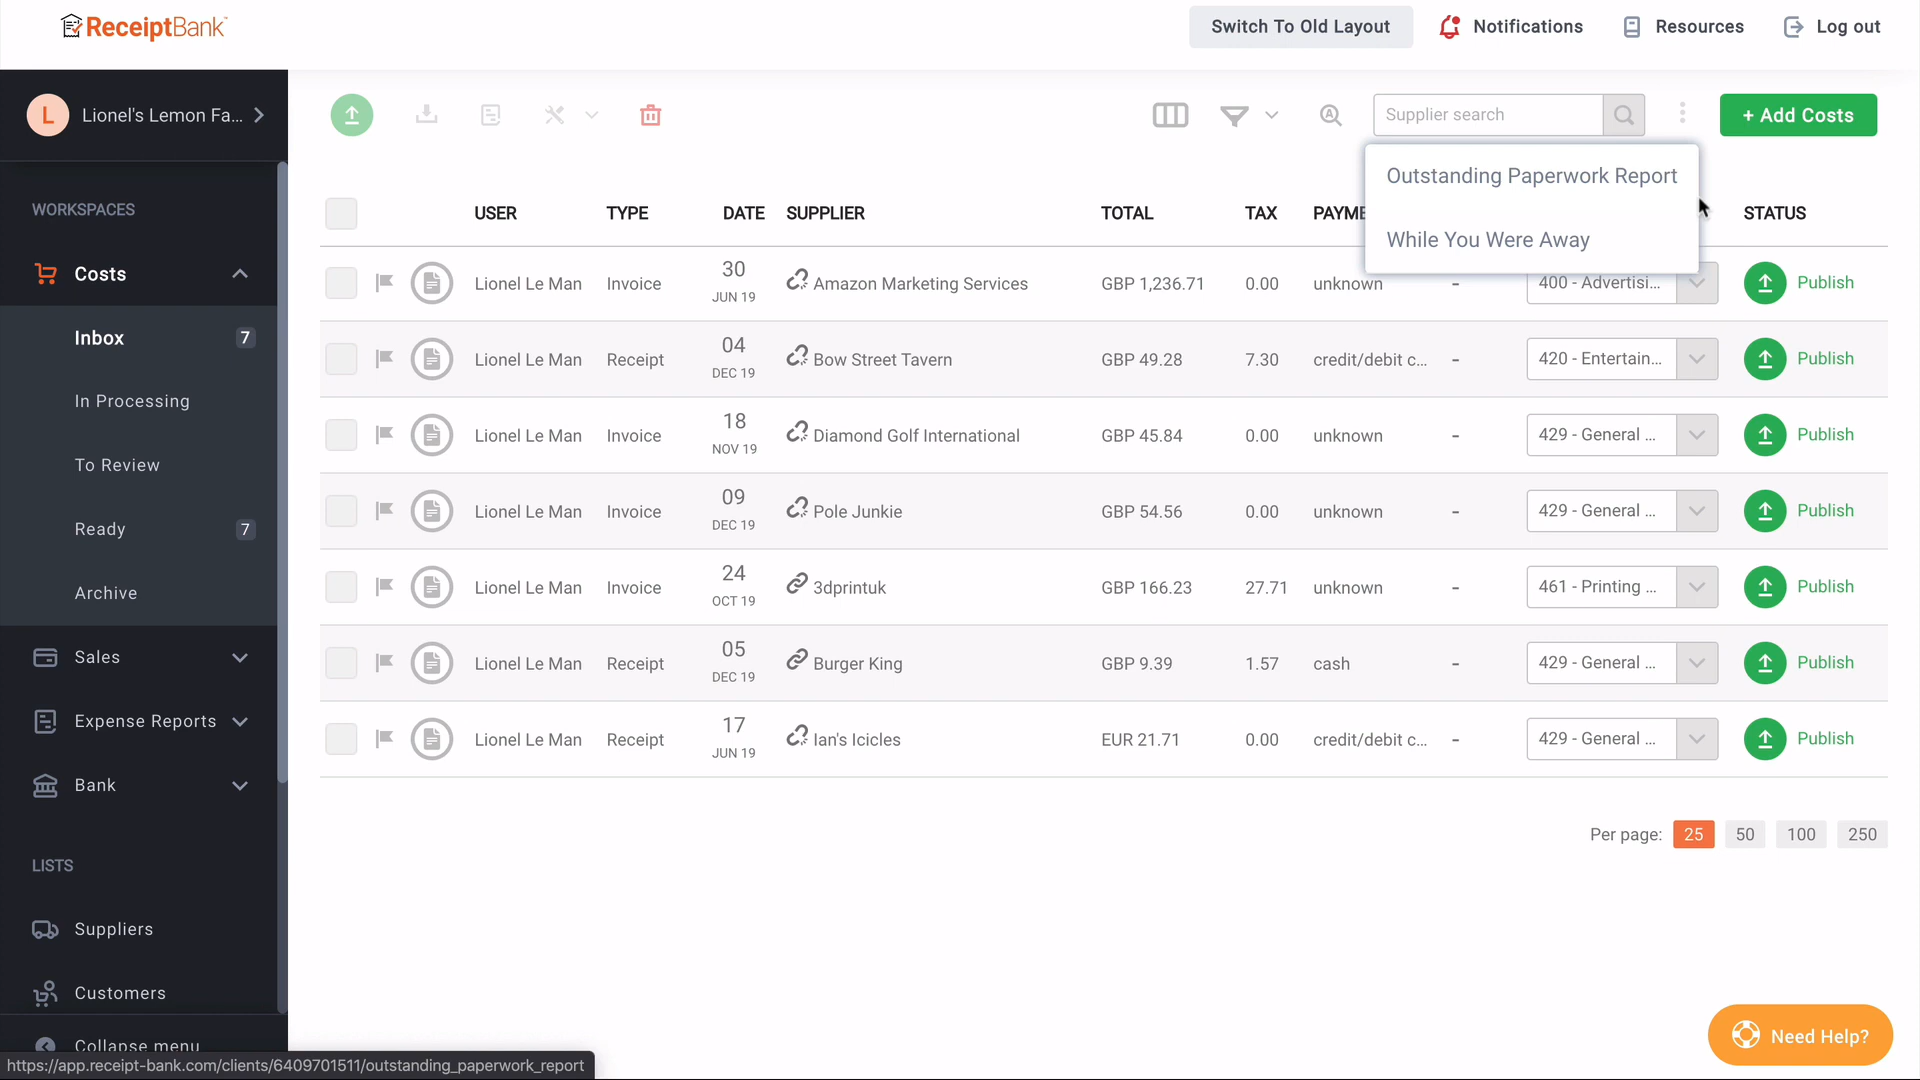 ReceiptBank
Switch To Old Layout
Notifications
Resources
Log out
L
Lionel's Lemon Fa...
Supplier search
+ Add Costs
Outstanding Paperwork Report
While You Were Away
WORKSPACES
Costs
Inbox 7
In Processing
To Review
Ready 7
Archive
Sales
Expense Reports
Bank
LISTS
Suppliers
Customers
Collapse menu
USER TYPE DATE SUPPLIER TOTAL TAX PAYME STATUS
Lionel Le Man Invoice 30 JUN 19 Amazon Marketing Services GBP 1,236.71 0.00 unknown - 400 - Advertisi... Publish
Lionel Le Man Receipt 04 DEC 19 Bow Street Tavern GBP 49.28 7.30 credit/debit c... - 420 - Entertain... Publish
Lionel Le Man Invoice 18 NOV 19 Diamond Golf International GBP 45.84 0.00 unknown - 429 - General ... Publish
Lionel Le Man Invoice 09 DEC 19 Pole Junkie GBP 54.56 0.00 unknown - 429 - General ... Publish
Lionel Le Man Invoice 24 OCT 19 3dprintuk GBP 166.23 27.71 unknown - 461 - Printing ... Publish
Lionel Le Man Receipt 05 DEC 19 Burger King GBP 9.39 1.57 cash - 429 - General ... Publish
Lionel Le Man Receipt 17 JUN 19 Ian's Icicles EUR 21.71 0.00 credit/debit c... - 429 - General ... Publish
Per page: 25 50 100 250
Need Help?
https://app.receipt-bank.com/clients/6409701511/outstanding_paperwork_report